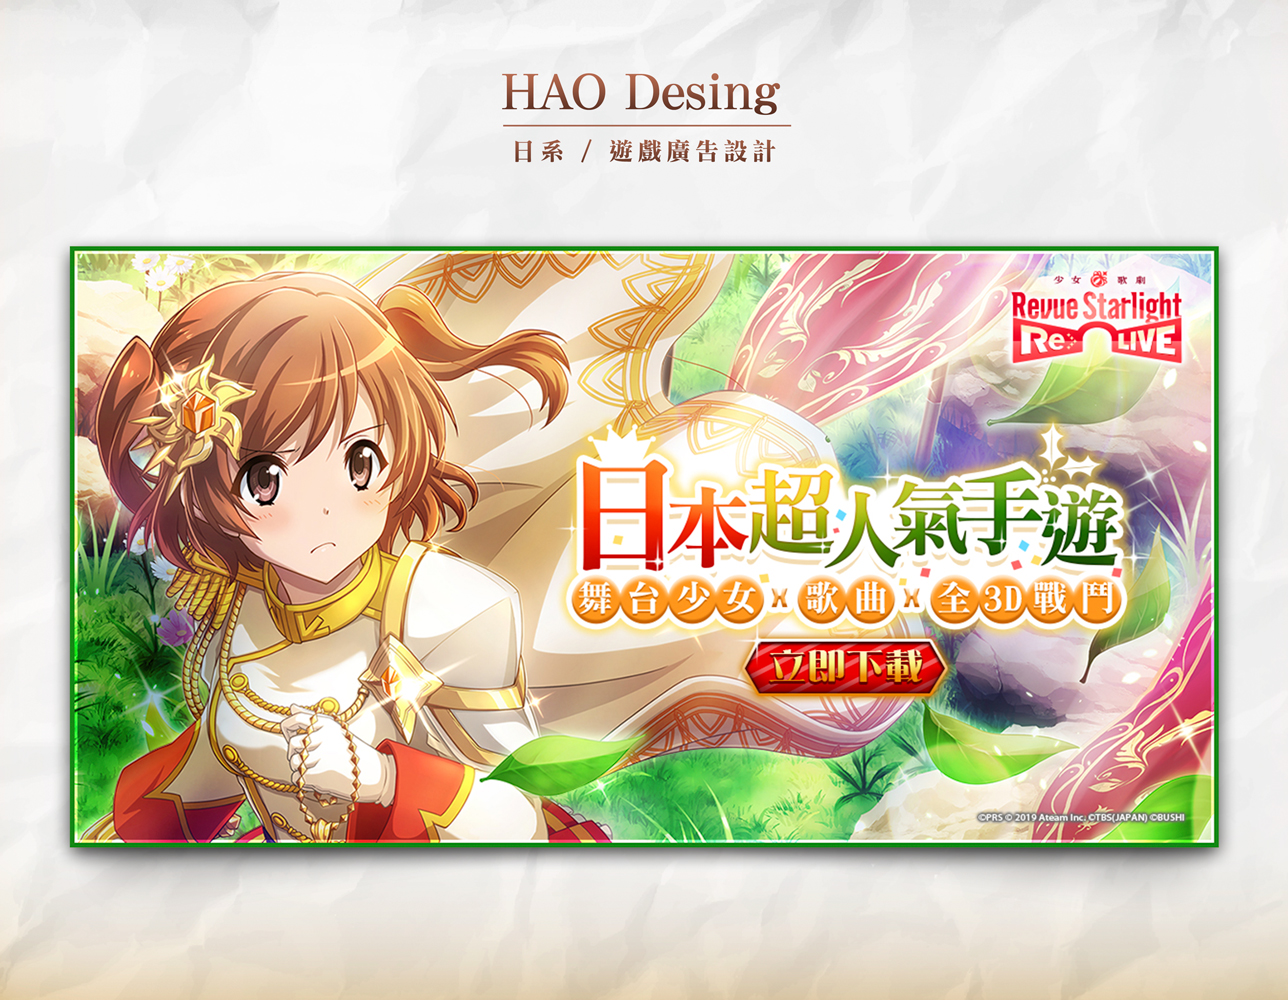 HAO Desing
日系 / 遊戲廣告設計
少女 歌劇
Revue Starlight
Re LIVE
日本超人氣手遊
舞台少女×歌曲×全3D戰鬥
立即下載
©PRS © 2019 Ateam Inc. ©TBS(JAPAN) ©BUSHI